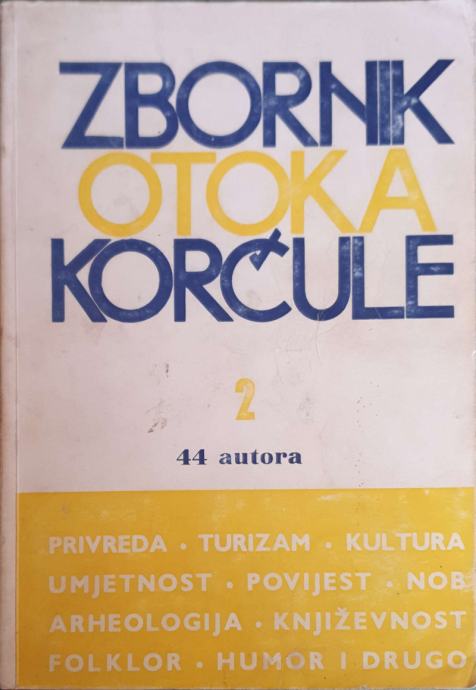 ZBORNIK
OTOKA
KORČULE
2
44 autora
PRIVREDA • TURIZAM • KULTURA
UMJETNOST • POVIJEST • NOB
ARHEOLOGIJA • KNJIŽEVNOST
FOLKLOR • HUMOR I DRUGO